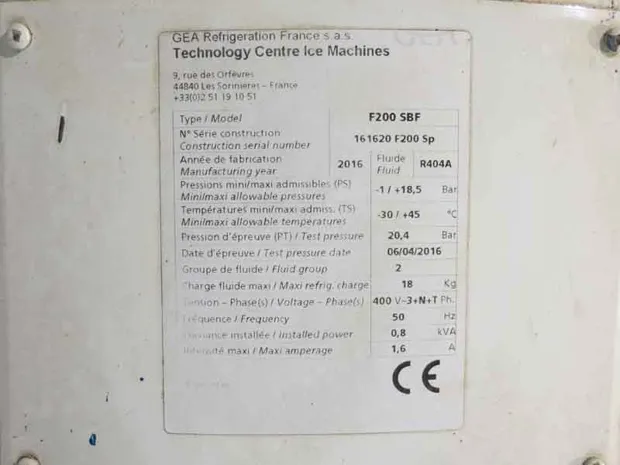 GEA Refrigeration France s.a.s.
Technology Centre Ice Machines
9, rue des Orfèvres
44840 Les Sorinières – France
+33(0)2 51 19 10 51
Type / Model F200 SBF
N° Série construction
Construction serial number 161620 F200 Sp
Année de fabrication
Manufacturing year 2016 Fluide Fluid R404A
Pressions mini/maxi admissibles (PS)
Mini/maxi allowable pressures -1 / +18,5 Bar
Températures mini/maxi admiss. (TS)
Mini/maxi allowable temperatures -30 / +45 °C
Pression d'épreuve (PT) / Test pressure 20,4 Bar
Date d'épreuve / Test pressure date 06/04/2016
Groupe de fluide / Fluid group 2
Charge fluide maxi / Maxi refrig. charge 18 Kg
– Phase(s) / Voltage – Phase(s) 400 V–3+N+T Ph.
/ Frequency 50 Hz
installée / Installed power 0,8 kVA
maxi / Maxi amperage 1,6 A
CE